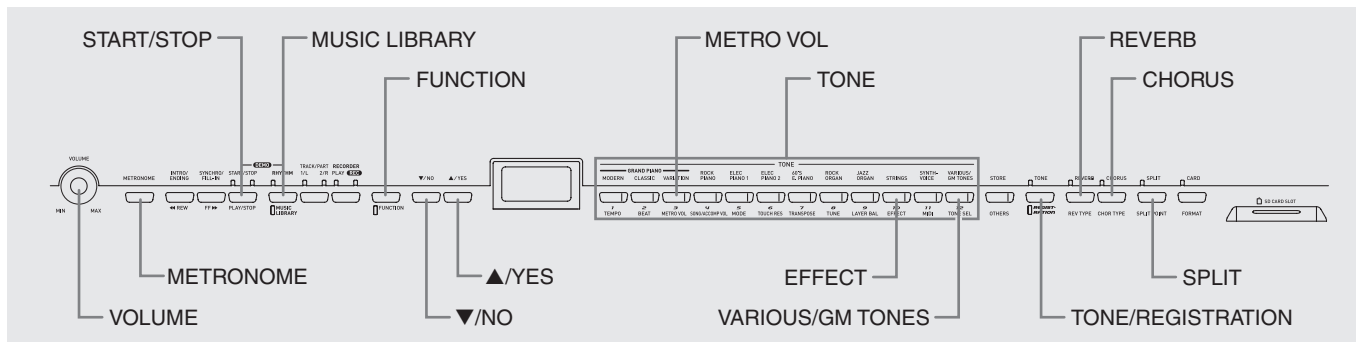 START/STOP MUSIC LIBRARY METRO VOL REVERB
FUNCTION TONE CHORUS
VOLUME
MIN MAX
METRONOME
INTRO/ENDING
◀◀ REW
SYNCHRO/FILL-IN
FF ▶▶
DEMO
START/STOP
PLAY/STOP
RHYTHM
MUSIC LIBRARY
TRACK/PART
1/L 2/R
RECORDER
PLAY REC
FUNCTION
▼/NO
▲/YES
TONE
GRAND PIANO
MODERN CLASSIC VARIATION
ROCK PIANO
ELEC PIANO 1
ELEC PIANO 2
60'S E. PIANO
ROCK ORGAN
JAZZ ORGAN
STRINGS
SYNTH-VOICE
VARIOUS/GM TONES
1 2 3 4 5 6 7 8 9 10 11 12
TEMPO BEAT METRO VOL SONG/ACCOMP VOL MODE TOUCH RES TRANSPOSE TUNE LAYER BAL EFFECT MIDI TONE SEL
STORE
OTHERS
TONE
REGISTRATION
REVERB
REV TYPE
CHORUS
CHOR TYPE
SPLIT
SPLIT POINT
CARD
FORMAT
SD CARD SLOT
METRONOME ▲/YES EFFECT SPLIT
VOLUME ▼/NO VARIOUS/GM TONES TONE/REGISTRATION